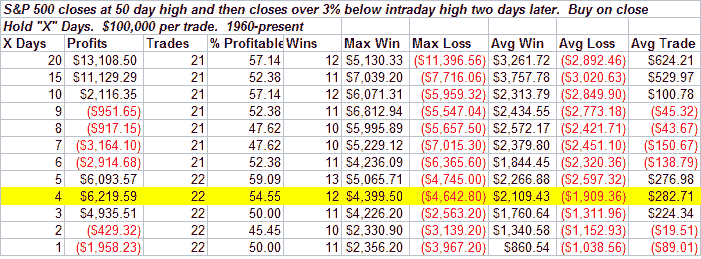 S&P 500 closes at 50 day high and then closes over 3% below intraday high two days later. Buy on close
Hold "X" Days. $100,000 per trade. 1960-present
X Days Profits Trades % Profitable Wins Max Win Max Loss Avg Win Avg Loss Avg Trade
20 $13,108.50 21 57.14 12 $5,130.33 ($11,396.56) $3,261.72 ($2,892.46) $624.21
15 $11,129.29 21 52.38 11 $7,039.20 ($7,716.06) $3,757.78 ($3,020.63) $529.97
10 $2,116.35 21 57.14 12 $6,071.31 ($5,959.32) $2,313.79 ($2,849.90) $100.78
9 ($951.65) 21 52.38 11 $6,812.94 ($5,547.04) $2,434.55 ($2,773.18) ($45.32)
8 ($917.15) 21 47.62 10 $5,995.89 ($5,657.50) $2,572.17 ($2,421.71) ($43.67)
7 ($3,164.10) 21 47.62 10 $5,229.12 ($7,015.30) $2,379.80 ($2,451.10) ($150.67)
6 ($2,914.68) 21 52.38 11 $4,236.09 ($6,365.60) $1,844.45 ($2,320.36) ($138.79)
5 $6,093.57 22 59.09 13 $5,065.71 ($4,745.00) $2,266.88 ($2,597.32) $276.98
4 $6,219.59 22 54.55 12 $4,399.50 ($4,642.80) $2,109.43 ($1,909.36) $282.71
3 $4,935.51 22 50.00 11 $4,226.20 ($2,563.20) $1,760.64 ($1,311.96) $224.34
2 ($429.32) 22 45.45 10 $2,330.90 ($3,139.20) $1,340.58 ($1,152.93) ($19.51)
1 ($1,958.23) 22 50.00 11 $2,356.20 ($3,967.20) $860.54 ($1,038.56) ($89.01)